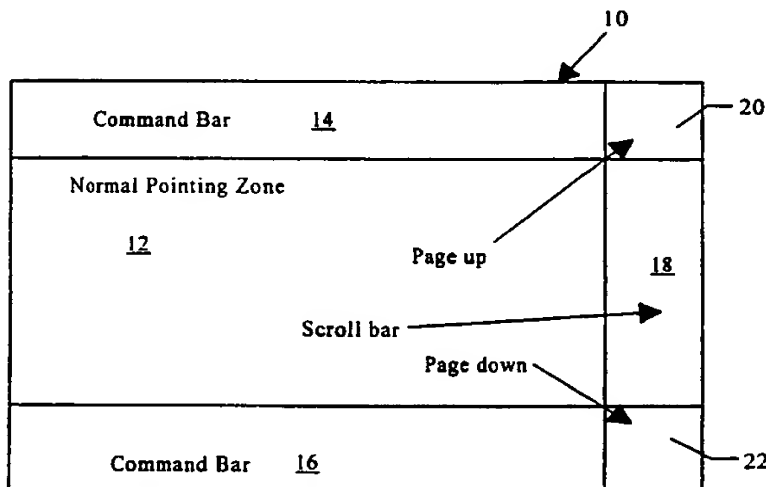 10
20
Command Bar 14
Normal Pointing Zone
12
Page up
18
Scroll bar
Page down
Command Bar 16
22